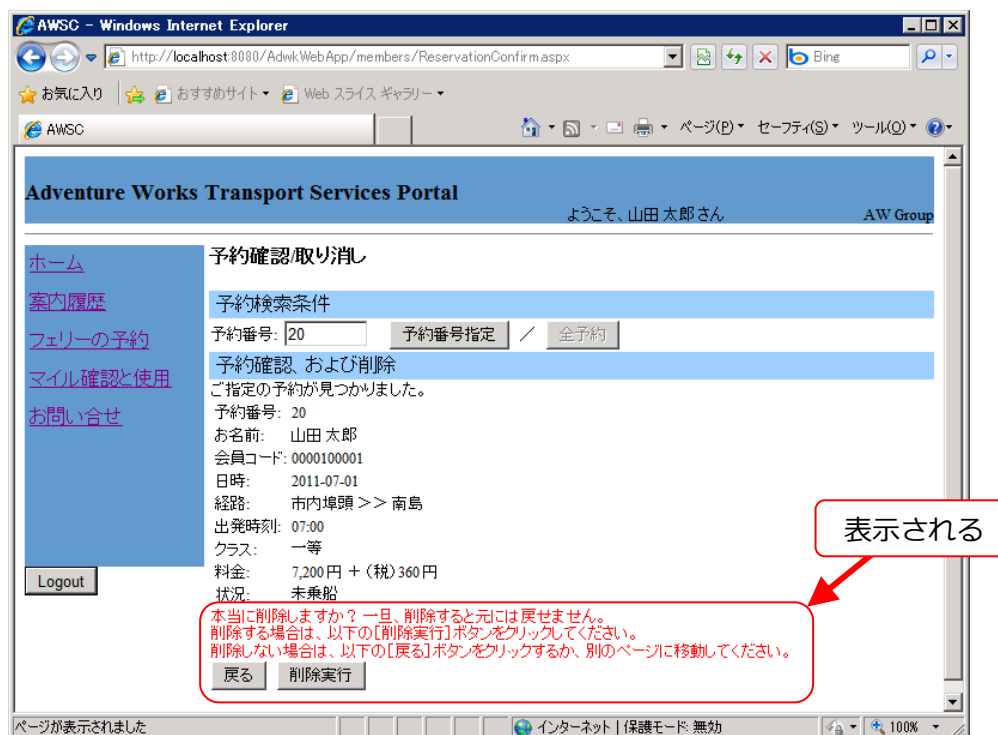 AWSC - Windows Internet Explorer
http://localhost:8080/AdwkWebApp/members/ReservationConfirm.aspx
Bing
お気に入り
おすすめサイト
Web スライス ギャラリー
AWSC
ページ(P)
セーフティ(S)
ツール(O)
Adventure Works Transport Services Portal
ようこそ、山田 太郎 さん
AW Group
ホーム
案内履歴
フェリーの予約
マイル確認と使用
お問い合せ
Logout
予約確認/取り消し
予約検索条件
予約番号: 20 予約番号指定 / 全予約
予約確認、および削除
ご指定の予約が見つかりました。
予約番号: 20
お名前: 山田 太郎
会員コード: 0000100001
日時: 2011-07-01
経路: 市内埠頭 >> 南島
出発時刻: 07:00
クラス: 一等
料金: 7,200 円 + (税) 360 円
状況: 未乗船
本当に削除しますか? 一旦、削除すると元には戻せません。
削除する場合は、以下の[削除実行]ボタンをクリックしてください。
削除しない場合は、以下の[戻る]ボタンをクリックするか、別のページに移動してください。
戻る 削除実行
表示される
ページが表示されました
インターネット | 保護モード: 無効
100%